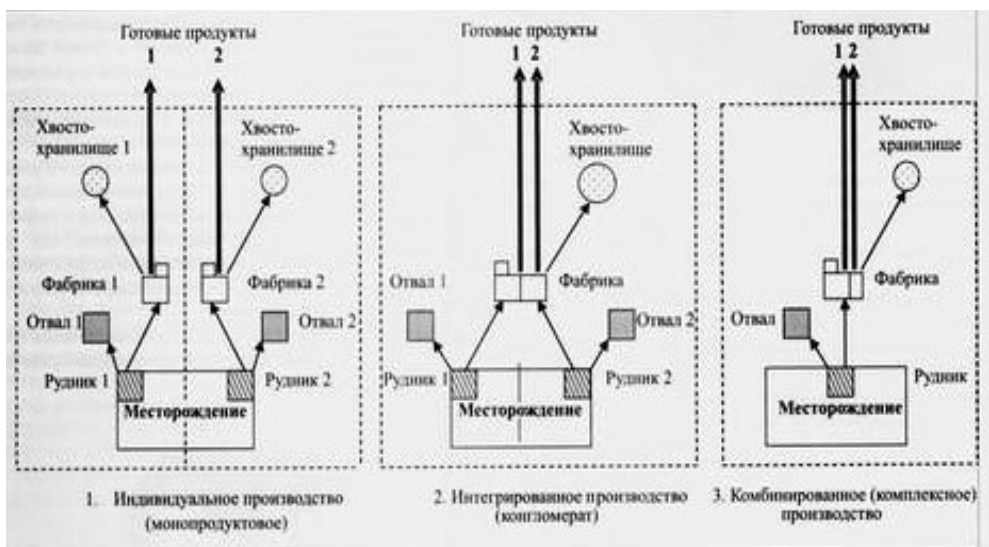 Готовые продукты
1 2
Хвосто-
хранилище 1
Хвосто-
хранилище 2
Фабрика 1
Фабрика 2
Отвал 1
Отвал 2
Рудник 1
Рудник 2
Месторождение
1. Индивидуальное производство
(монопродуктовое)
Готовые продукты
1 2
Хвосто-
хранилище
Отвал 1
Фабрика
Отвал 2
Рудник 1
Рудник 2
Месторождение
2. Интегрированное производство
(конгломерат)
Готовые продукты
1 2
Хвосто-
хранилище
Фабрика
Отвал
Рудник
Месторождение
3. Комбинированное (комплексное)
производство